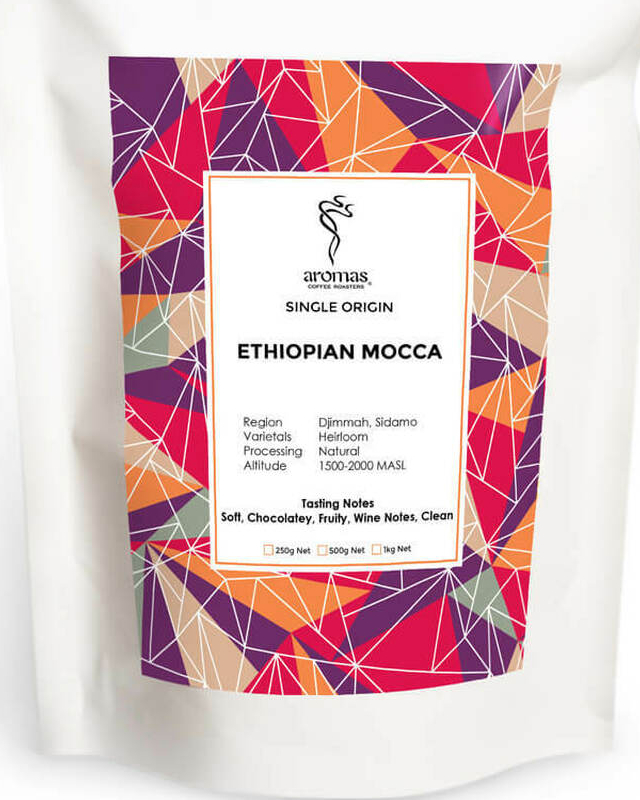 aromas
COFFEE ROASTERS®
SINGLE ORIGIN
ETHIOPIAN MOCCA
Region Djimmah, Sidamo
Varietals Heirloom
Processing Natural
Altitude 1500-2000 MASL
Tasting Notes
Soft, Chocolatey, Fruity, Wine Notes, Clean
250g Net 500g Net 1kg Net